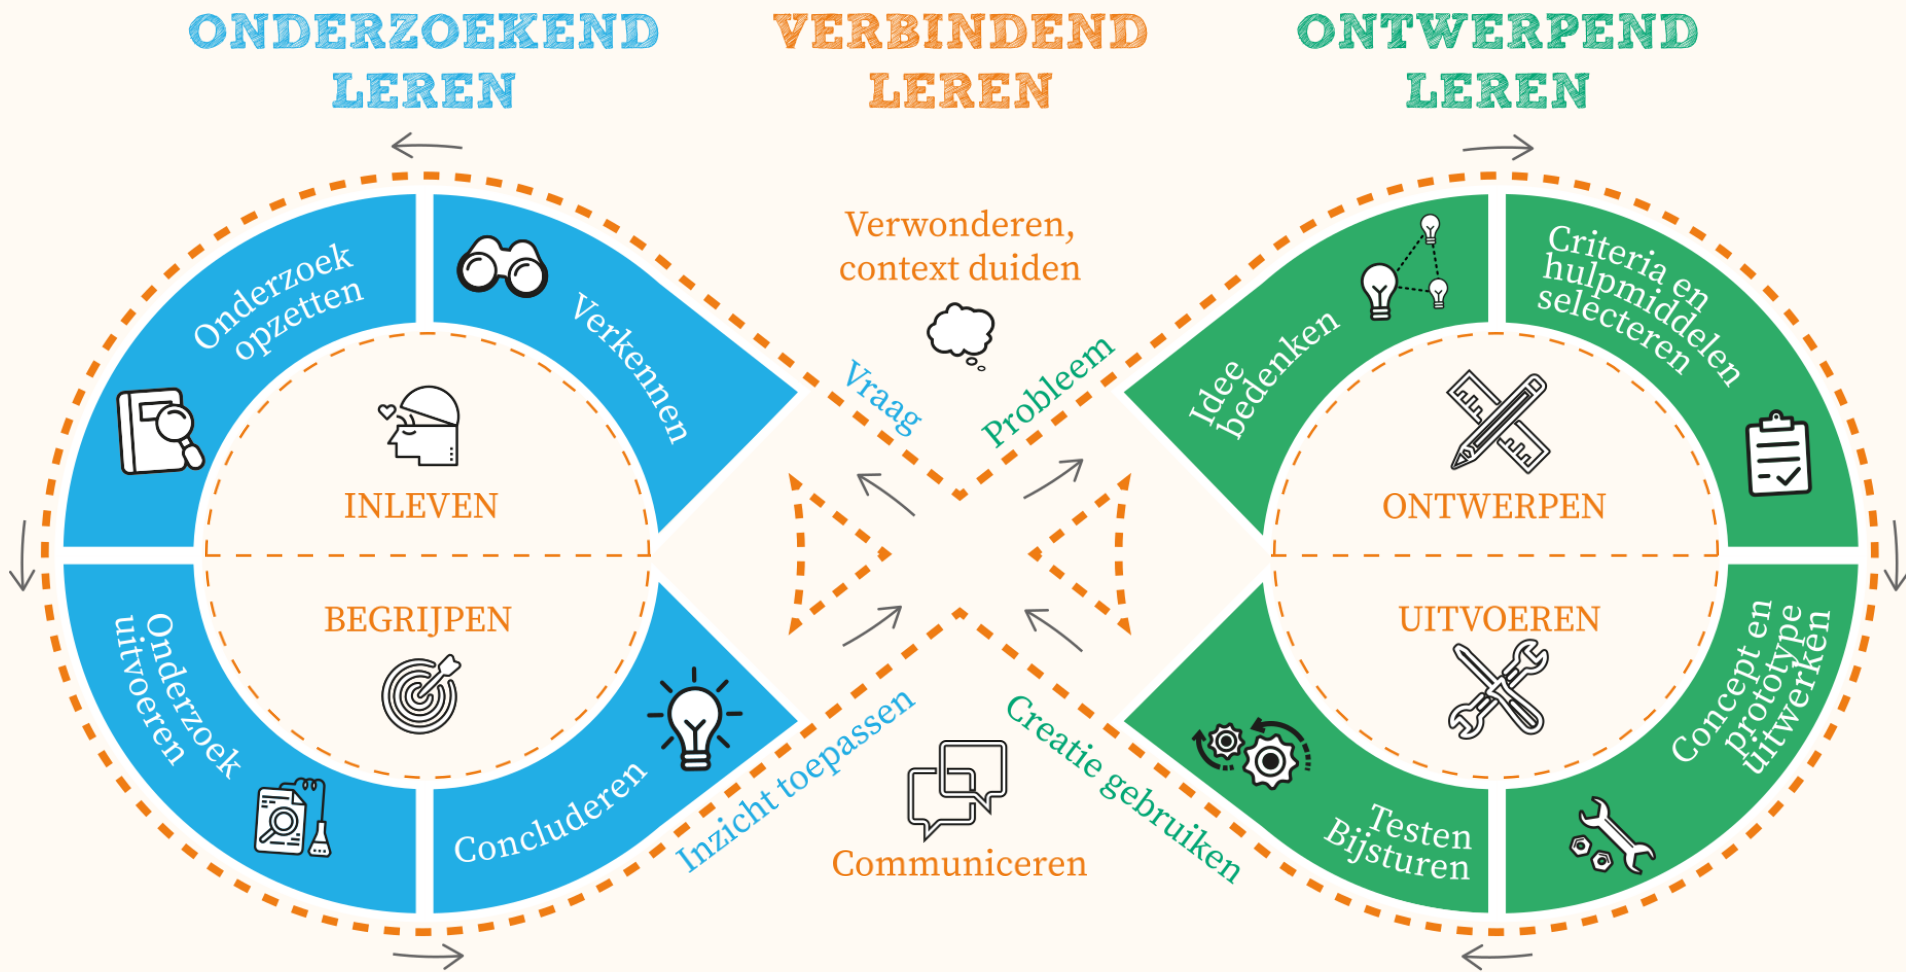 ONDERZOEKEND
LEREN
VERBINDEND
LEREN
ONTWERPEND
LEREN
Onderzoek
opzetten
Verkennen
INLEVEN
BEGRIJPEN
Onderzoek
uitvoeren
Concluderen
Verwonderen,
context duiden
Vraag
Probleem
Inzicht toepassen
Creatie gebruiken
Communiceren
Idee
bedenken
Criteria en
hulpmiddelen
selecteren
ONTWERPEN
UITVOEREN
Concept en
prototype
uitwerken
Testen
Bijsturen